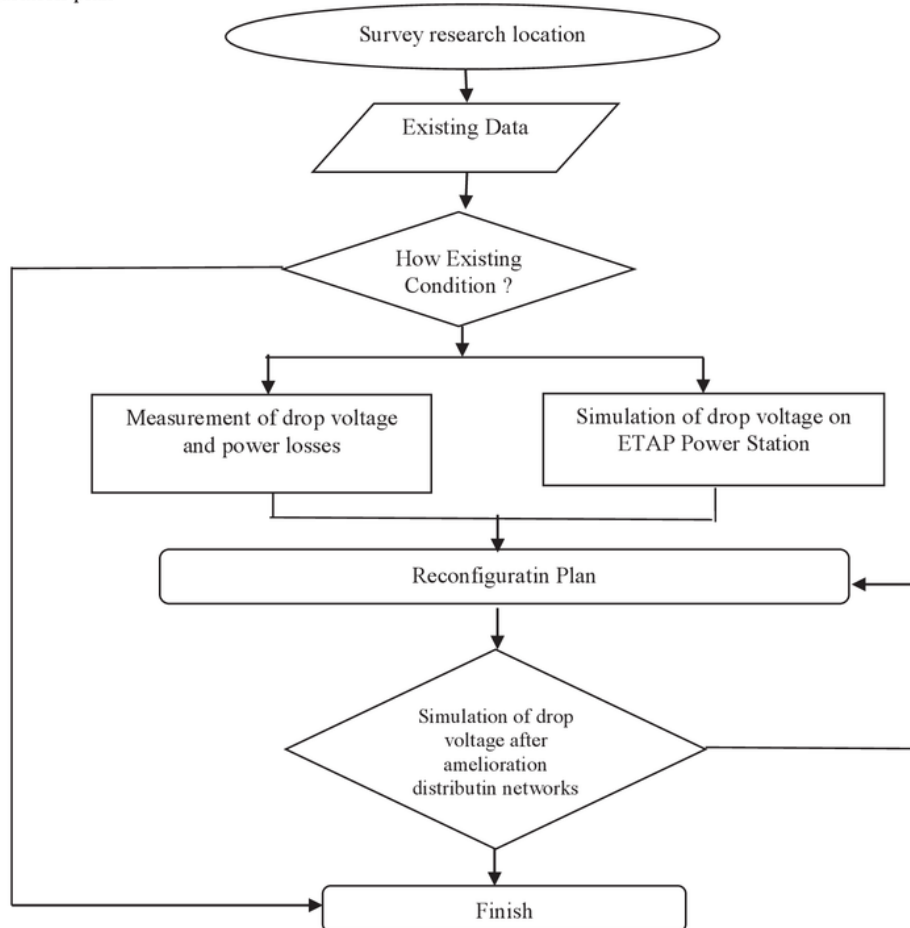 Survey research location
Existing Data
How Existing
Condition ?
Measurement of drop voltage
and power losses
Simulation of drop voltage on
ETAP Power Station
Reconfiguratin Plan
Simulation of drop
voltage after
amelioration
distributin networks
Finish